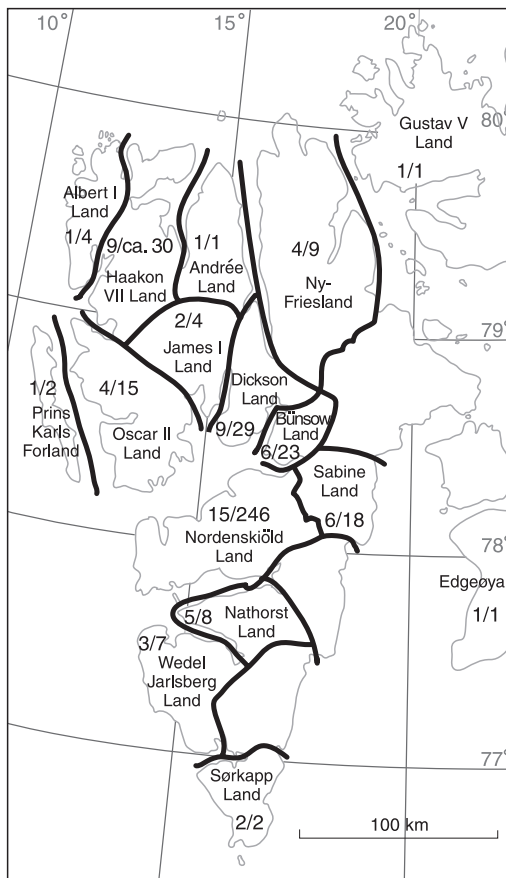 10°
15°
20°
80°
Gustav V
Land
1/1
Albert I
Land
1/4
9/ca. 30
Haakon
VII Land
1/1
Andrée
Land
4/9
Ny-
Friesland
79°
2/4
James I
Land
1/2
Prins
Karls
Forland
4/15
Oscar II
Land
Dickson
Land
9/29
Bünsow
Land
6/23
Sabine
Land
6/18
15/246
Nordenskiöld
Land
78°
Edgeøya
1/1
5/8
Nathorst
Land
3/7
Wedel
Jarlsberg
Land
77°
Sørkapp
Land
2/2
100 km